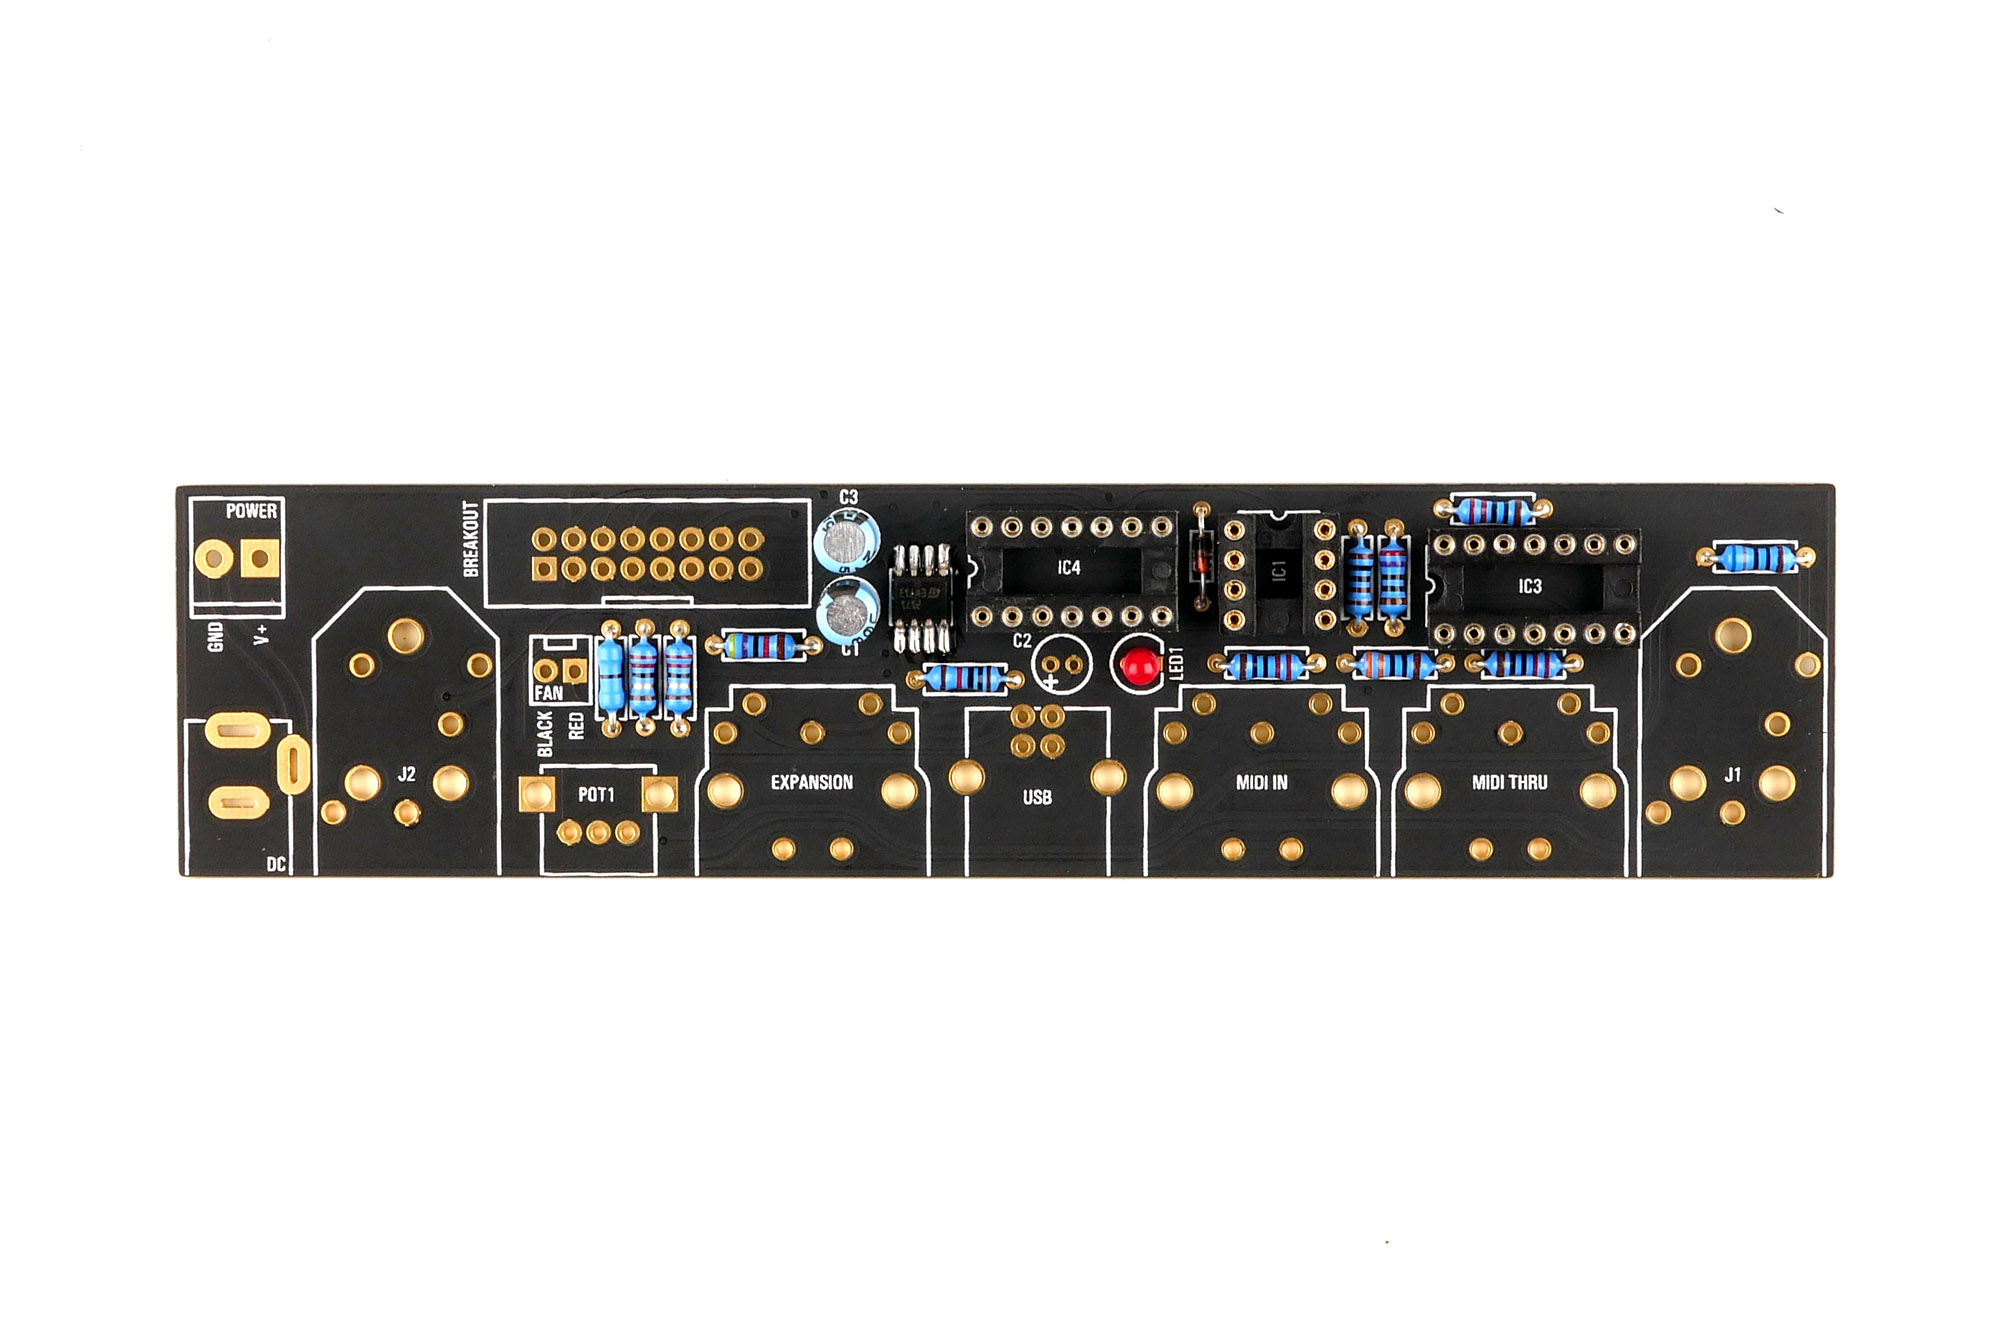 POWER
GND
V+
DC
J2
BREAKOUT
FAN
BLACK
RED
POT1
C3
C1
IC4
C2
+
LED1
IC1
IC3
EXPANSION
USB
MIDI IN
MIDI THRU
J1